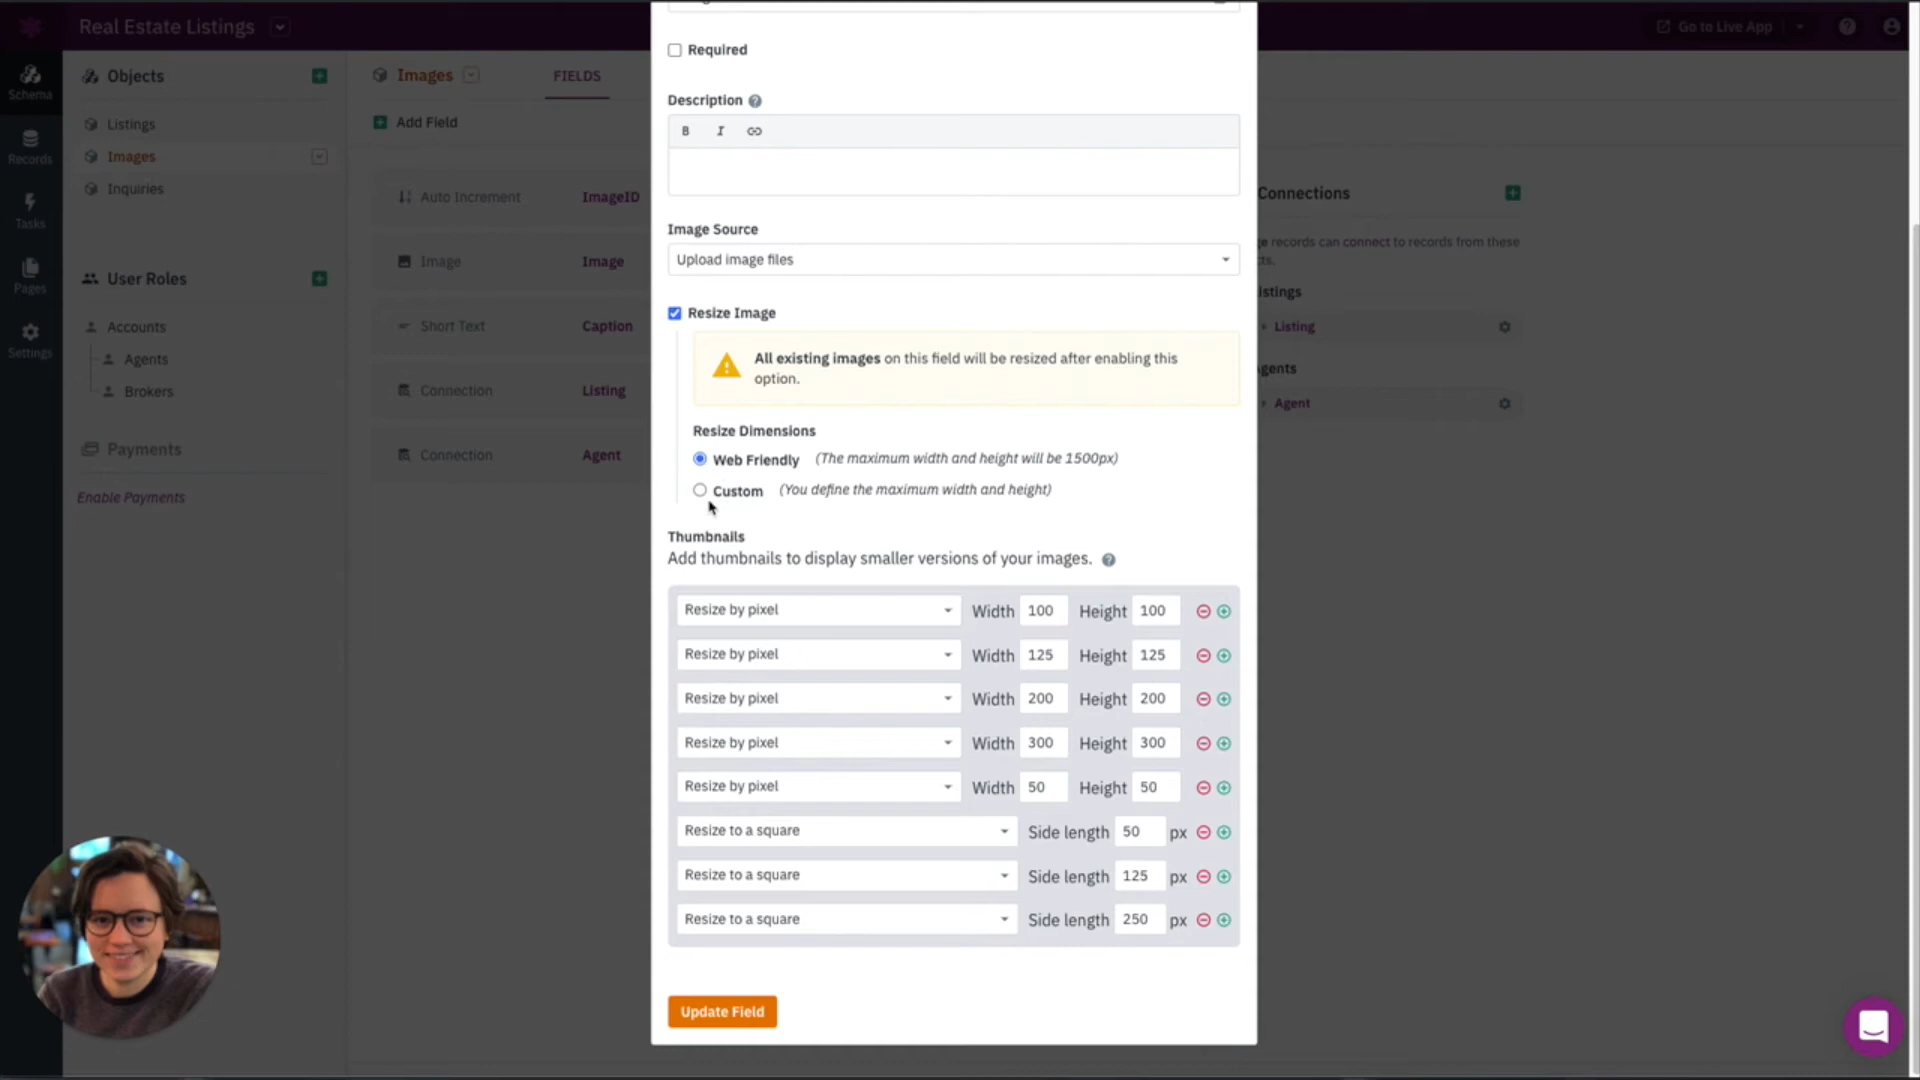 Real Estate Listings
Go to Live App
Schema
Records
Tasks
Pages
Settings
Objects
Listings
Images
Inquiries
User Roles
Accounts
Agents
Brokers
Payments
Enable Payments
Images
FIELDS
Add Field
Auto Increment ImageID
Image Image
Short Text Caption
Connection Listing
Connection Agent
Required
Description
B I
Image Source
Upload image files
Resize Image
All existing images on this field will be resized after enabling this
option.
Resize Dimensions
Web Friendly (The maximum width and height will be 1500px)
Custom (You define the maximum width and height)
Thumbnails
Add thumbnails to display smaller versions of your images.
Resize by pixel Width 100 Height 100
Resize by pixel Width 125 Height 125
Resize by pixel Width 200 Height 200
Resize by pixel Width 300 Height 300
Resize by pixel Width 50 Height 50
Resize to a square Side length 50 px
Resize to a square Side length 125 px
Resize to a square Side length 250 px
Update Field
Connections
records can connect to records from these
Listing
Agent